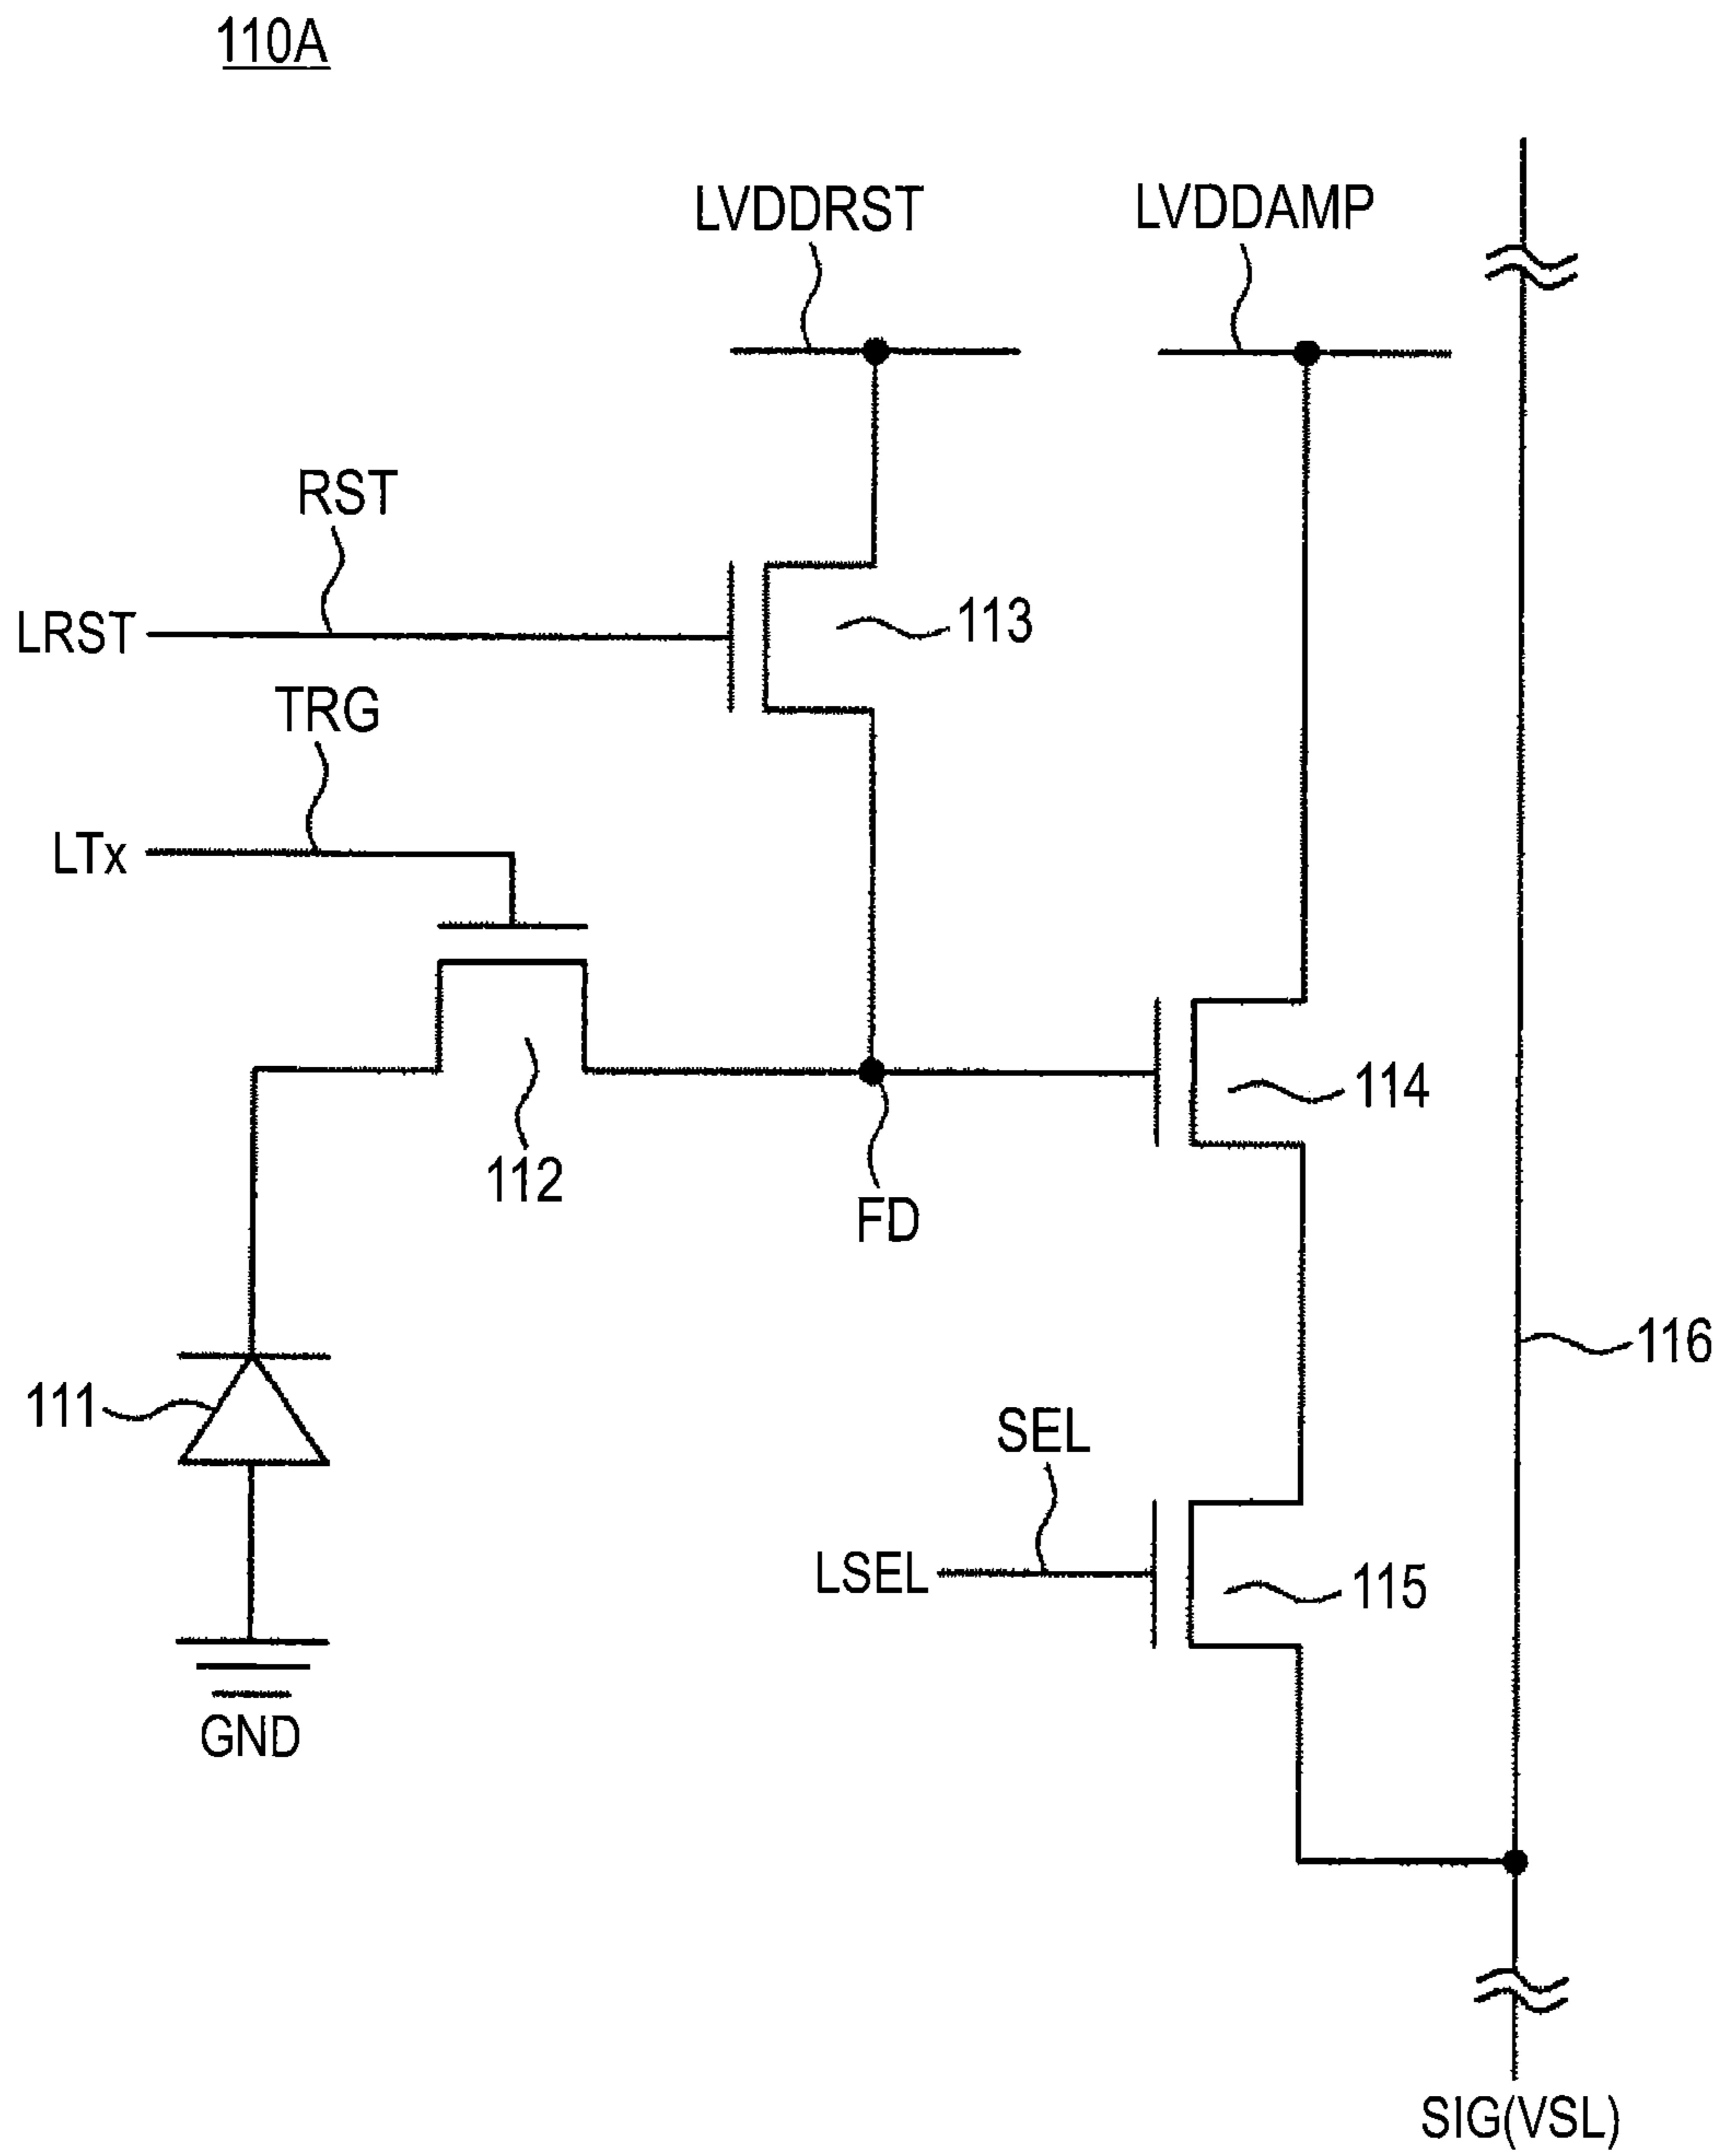 110A
LVDDRST
LVDDAMP
RST
LRST
113
TRG
LTx
114
112
FD
116
111
SEL
LSEL
115
GND
SIG(VSL)